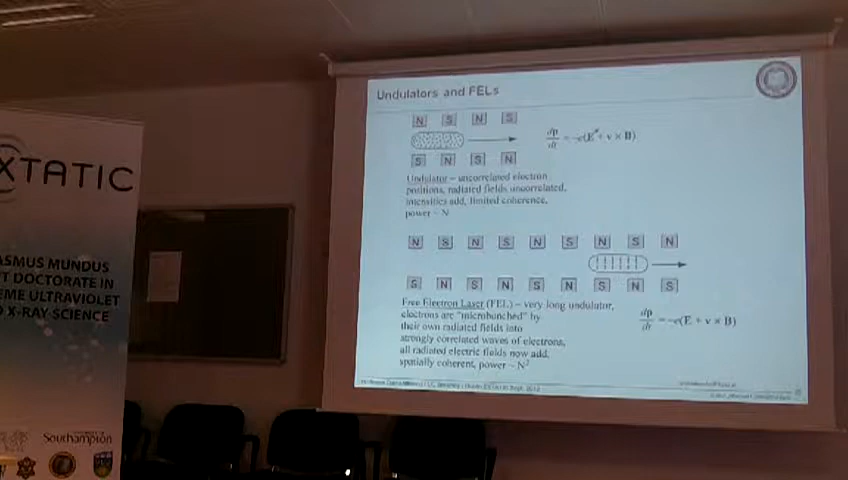 XTATIC
ASMUS MUNDUS
T DOCTORATE IN
EME ULTRAVIOLET
X-RAY SCIENCE
Southampton
Undulators and FELs
N S N S
dp/dt = -e(E + v × B)
S N S N
Undulator – uncorrelated electron
positions, radiated fields uncorrelated,
intensities add, limited coherence,
power ~ N
N S N S N S N S N
S N S N S N S N S
Free Electron Laser (FEL) – very long undulator,
electrons are "microbunched" by
their own radiated fields into
strongly correlated waves of electrons,
all radiated electric fields now add,
spatially coherent, power ~ N²
dp/dt = -e(E + v × B)